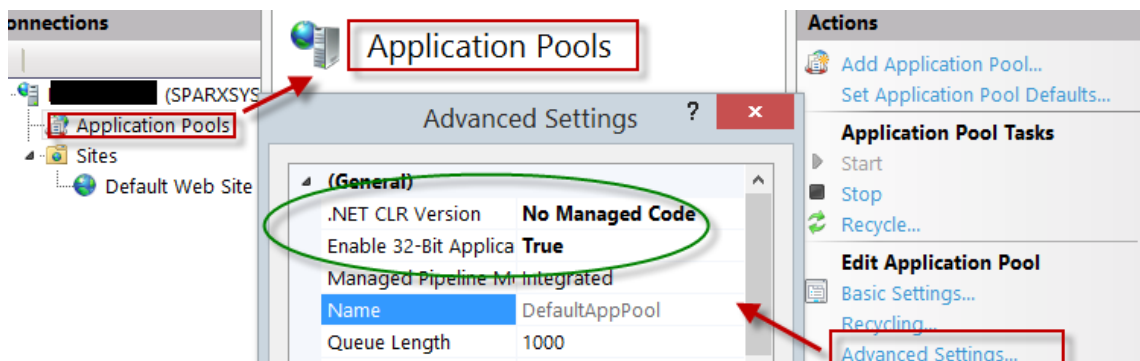 onnections
(SPARXSYS
Application Pools
Sites
Default Web Site
Application Pools
Advanced Settings ? x
(General)
.NET CLR Version No Managed Code
Enable 32-Bit Applica True
Managed Pipeline Mo Integrated
Name DefaultAppPool
Queue Length 1000
Actions
Add Application Pool...
Set Application Pool Defaults...
Application Pool Tasks
Start
Stop
Recycle...
Edit Application Pool
Basic Settings...
Recycling...
Advanced Settings...